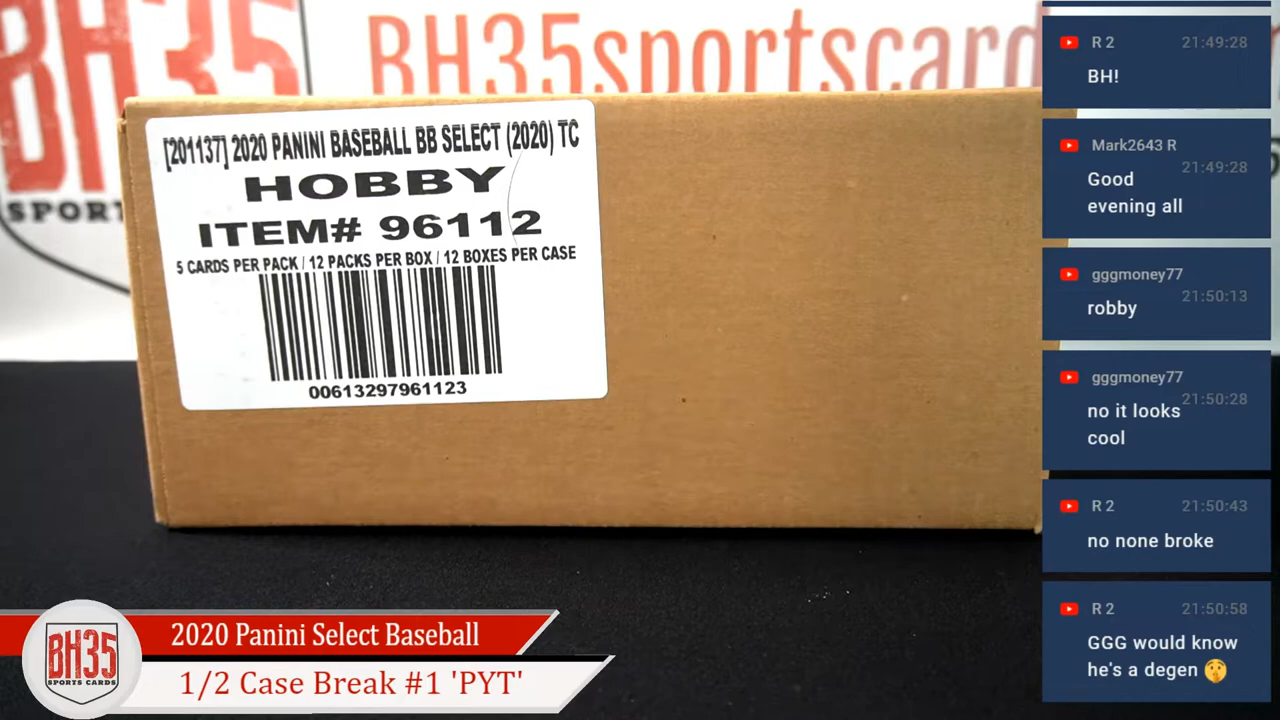 BH35sportscard
BH35
SPORT
[201137] 2020 PANINI BASEBALL BB SELECT (2020) TC
HOBBY
ITEM# 96112
5 CARDS PER PACK / 12 PACKS PER BOX / 12 BOXES PER CASE
00613297961123
R 2 21:49:28
BH!
Mark2643 R 21:49:28
Good
evening all
gggmoney77 21:50:13
robby
gggmoney77 21:50:28
no it looks
cool
R 2 21:50:43
no none broke
R 2 21:50:58
GGG would know
he's a degen 🤫
BH35
SPORTS CARDS
2020 Panini Select Baseball
1/2 Case Break #1 'PYT'